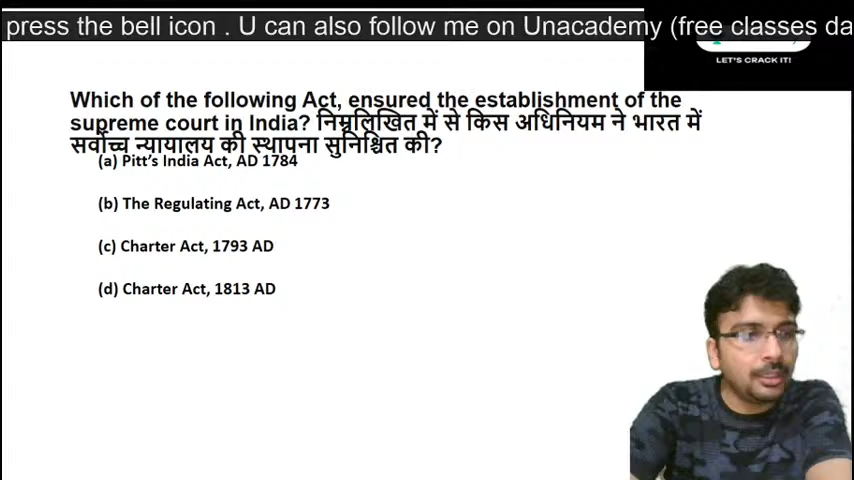 press the bell icon . U can also follow me on Unacademy (free classes da
LET'S CRACK IT!
Which of the following Act, ensured the establishment of the
supreme court in India? निम्नलिखित में से किस अधिनियम ने भारत में
सर्वोच्च न्यायालय की स्थापना सुनिश्चित की?
(a) Pitt's India Act, AD 1784
(b) The Regulating Act, AD 1773
(c) Charter Act, 1793 AD
(d) Charter Act, 1813 AD